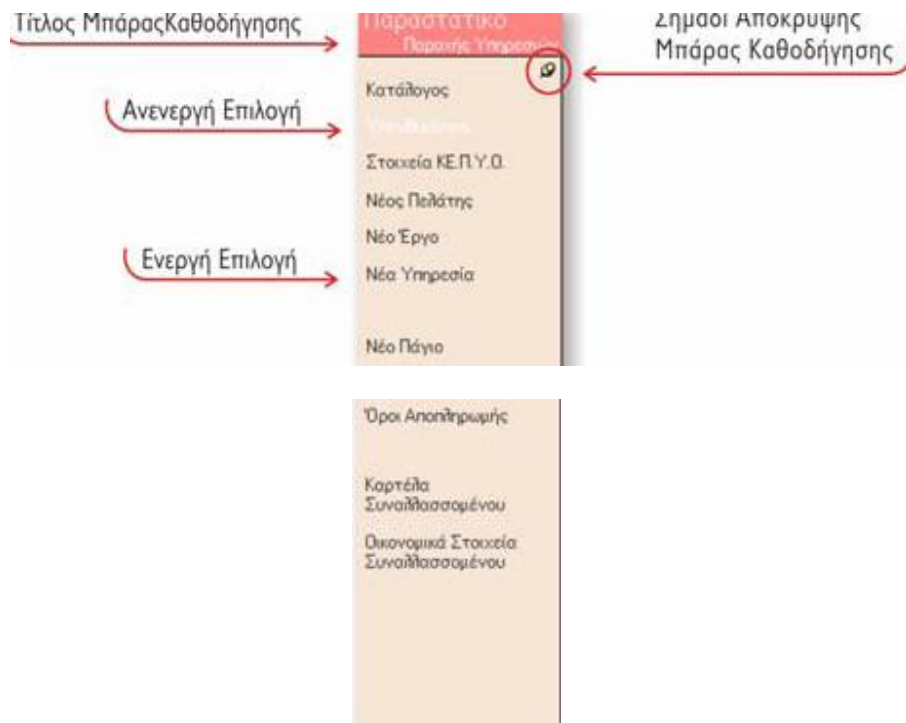 Τίτλος ΜπάραςΚαθοδήγησης
Παραστατικό
Παροχής Υπηρεσιών
Σημάδι Απόκρυψης
Μπάρας Καθοδήγησης
Κατάλογος
Ανενεργή Επιλογή
Στοιχεία ΚΕ.Π.Υ.Ο.
Νέος Πελάτης
Νέο Έργο
Ενεργή Επιλογή
Νέα Υπηρεσία
Νέο Πάγιο
Όροι Αποπληρωμής
Καρτέλα
Συναλλασσομένου
Οικονομικά Στοιχεία
Συναλλασσομένου